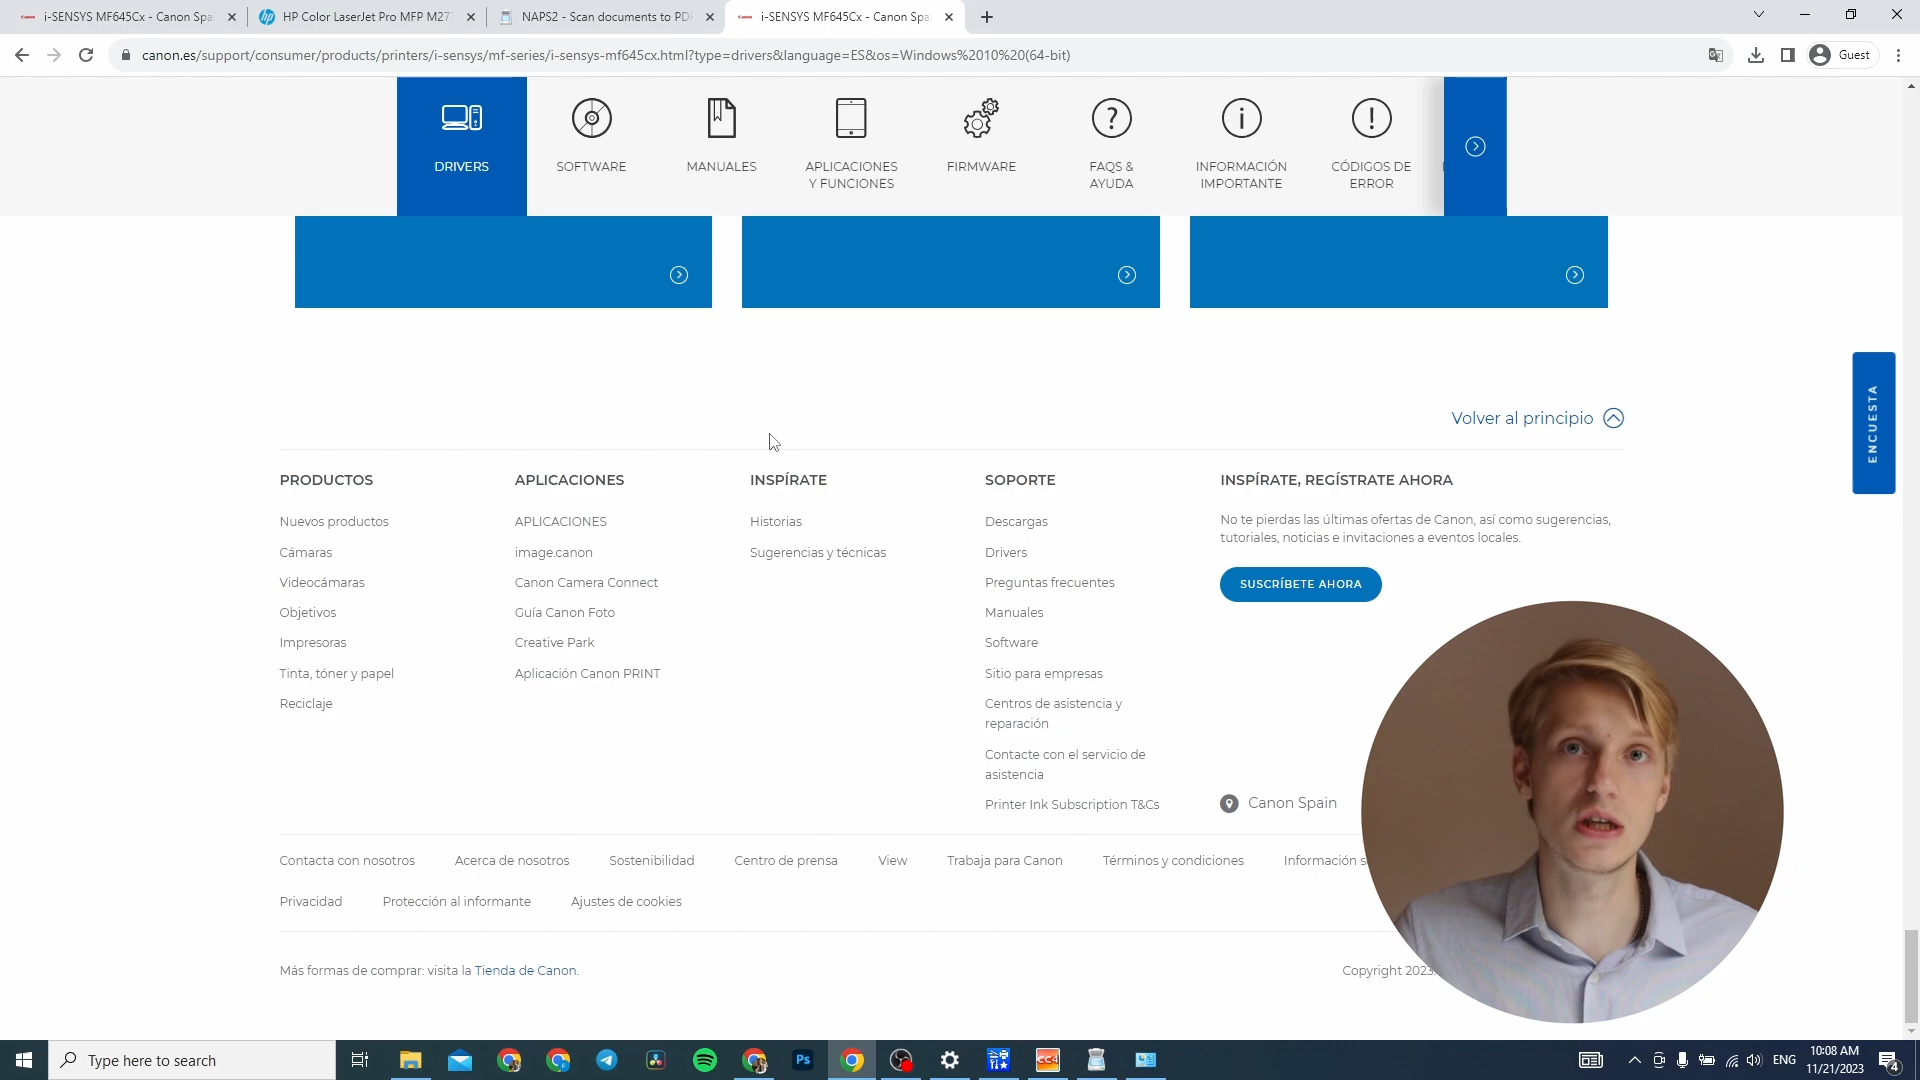 i-SENSYS MF645Cx - Canon Spa
HP Color LaserJet Pro MFP M277
NAPS2 - Scan documents to PDF
i-SENSYS MF645Cx - Canon Spa
canon.es/support/consumer/products/printers/i-sensys/mf-series/i-sensys-mf645cx.html?type=drivers&language=ES&os=Windows%2010%20(64-bit)
Guest
DRIVERS
SOFTWARE
MANUALES
APLICACIONES
Y FUNCIONES
FIRMWARE
FAQS &
AYUDA
INFORMACIÓN
IMPORTANTE
CÓDIGOS DE
ERROR
ENCUESTA
Volver al principio
PRODUCTOS
Nuevos productos
Cámaras
Videocámaras
Objetivos
Impresoras
Tinta, tóner y papel
Reciclaje
APLICACIONES
APLICACIONES
image.canon
Canon Camera Connect
Guía Canon Foto
Creative Park
Aplicación Canon PRINT
INSPÍRATE
Historias
Sugerencias y técnicas
SOPORTE
Descargas
Drivers
Preguntas frecuentes
Manuales
Software
Sitio para empresas
Centros de asistencia y
reparación
Contacte con el servicio de
asistencia
Printer Ink Subscription T&Cs
INSPÍRATE, REGÍSTRATE AHORA
No te pierdas las últimas ofertas de Canon, así como sugerencias,
tutoriales, noticias e invitaciones a eventos locales.
SUSCRÍBETE AHORA
Canon Spain
Contacta con nosotros
Acerca de nosotros
Sostenibilidad
Centro de prensa
View
Trabaja para Canon
Términos y condiciones
Información
Privacidad
Protección al informante
Ajustes de cookies
Más formas de comprar: visita la Tienda de Canon.
Copyright 2023.
Type here to search
Ps
CC4
ENG
10:08 AM
11/21/2023
4